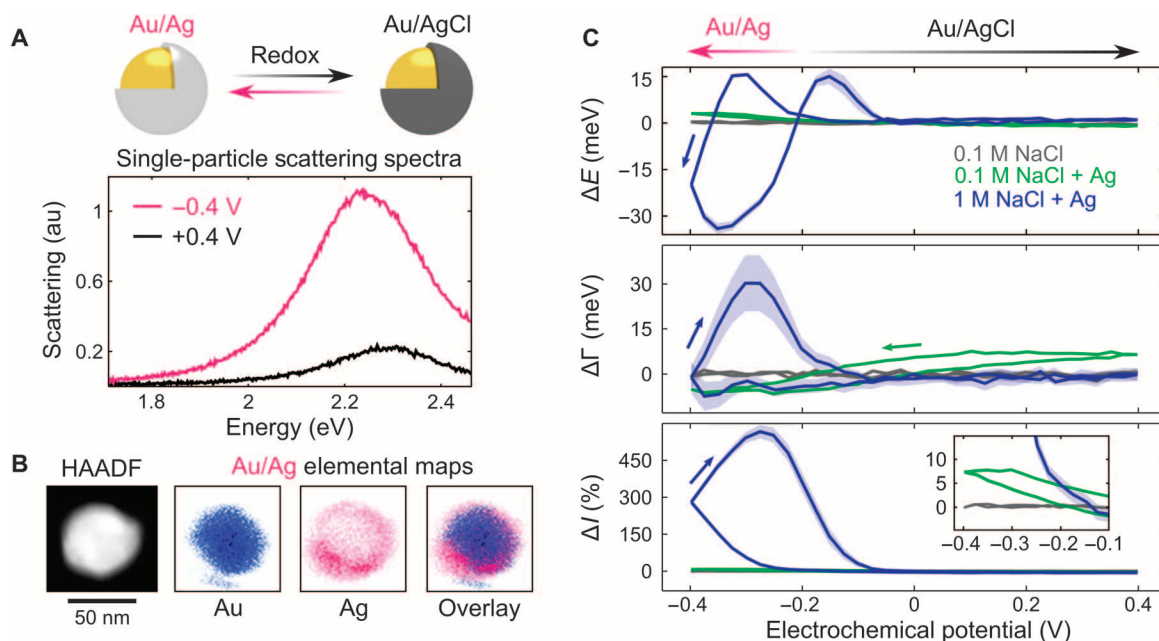 A
Au/Ag
Au/AgCl
Redox
Single-particle scattering spectra
Scattering (au)
1
0.6
0.2
−0.4 V
+0.4 V
1.8
2
2.2
2.4
Energy (eV)
B
HAADF
Au/Ag elemental maps
50 nm
Au
Ag
Overlay
C
Au/Ag
Au/AgCl
ΔE (meV)
15
0
−15
−30
0.1 M NaCl
0.1 M NaCl + Ag
1 M NaCl + Ag
ΔΓ (meV)
30
15
0
ΔI (%)
450
300
150
0
10
5
0
−0.4
−0.3
−0.2
−0.1
−0.4
−0.2
0
0.2
0.4
Electrochemical potential (V)